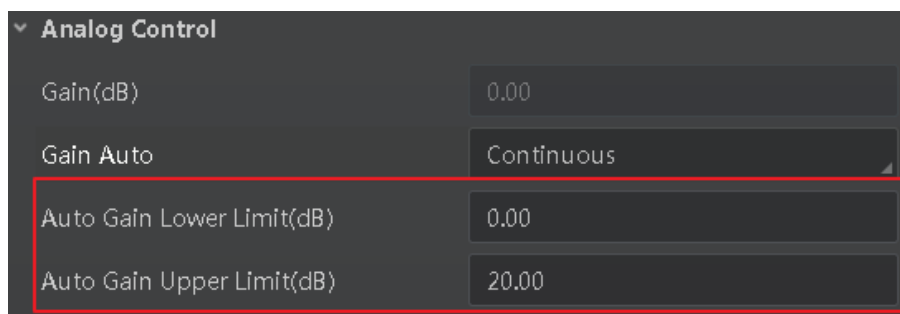 Analog Control
Gain(dB) 0.00
Gain Auto Continuous
Auto Gain Lower Limit(dB) 0.00
Auto Gain Upper Limit(dB) 20.00